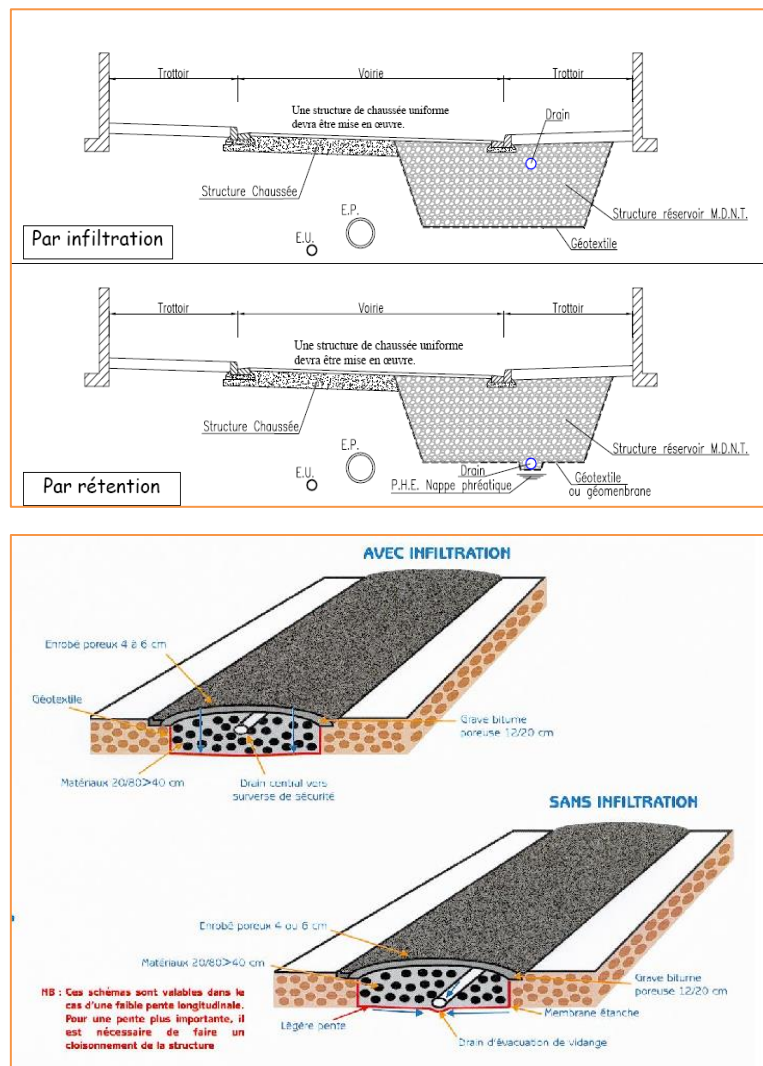 Trottoir
Voirie
Trottoir
Une structure de chaussée uniforme
devra être mise en œuvre.
Drain
Structure Chaussée
E.P.
E.U.
Structure réservoir M.D.N.T.
Géotextile
Par infiltration
Trottoir
Voirie
Trottoir
Une structure de chaussée uniforme
devra être mise en œuvre.
Structure Chaussée
E.P.
E.U.
Structure réservoir M.D.N.T.
Drain
P.H.E. Nappe phréatique
Géotextile
ou géomenbrane
Par rétention
AVEC INFILTRATION
Enrobé poreux 4 à 6 cm
Géotextile
Grave bitume
poreuse 12/20 cm
Matériaux 20/80>40 cm
Drain central vers
surverse de sécurité
SANS INFILTRATION
Enrobé poreux 4 ou 6 cm
Matériaux 20/80>40 cm
Grave bitume
poreuse 12/20 cm
Membrane étanche
Légère pente
Drain d'évacuation de vidange
NB : Ces schémas sont valables dans le
cas d'une faible pente longitudinale.
Pour une pente plus importante, il
est nécessaire de faire un
cloisonnement de la structure